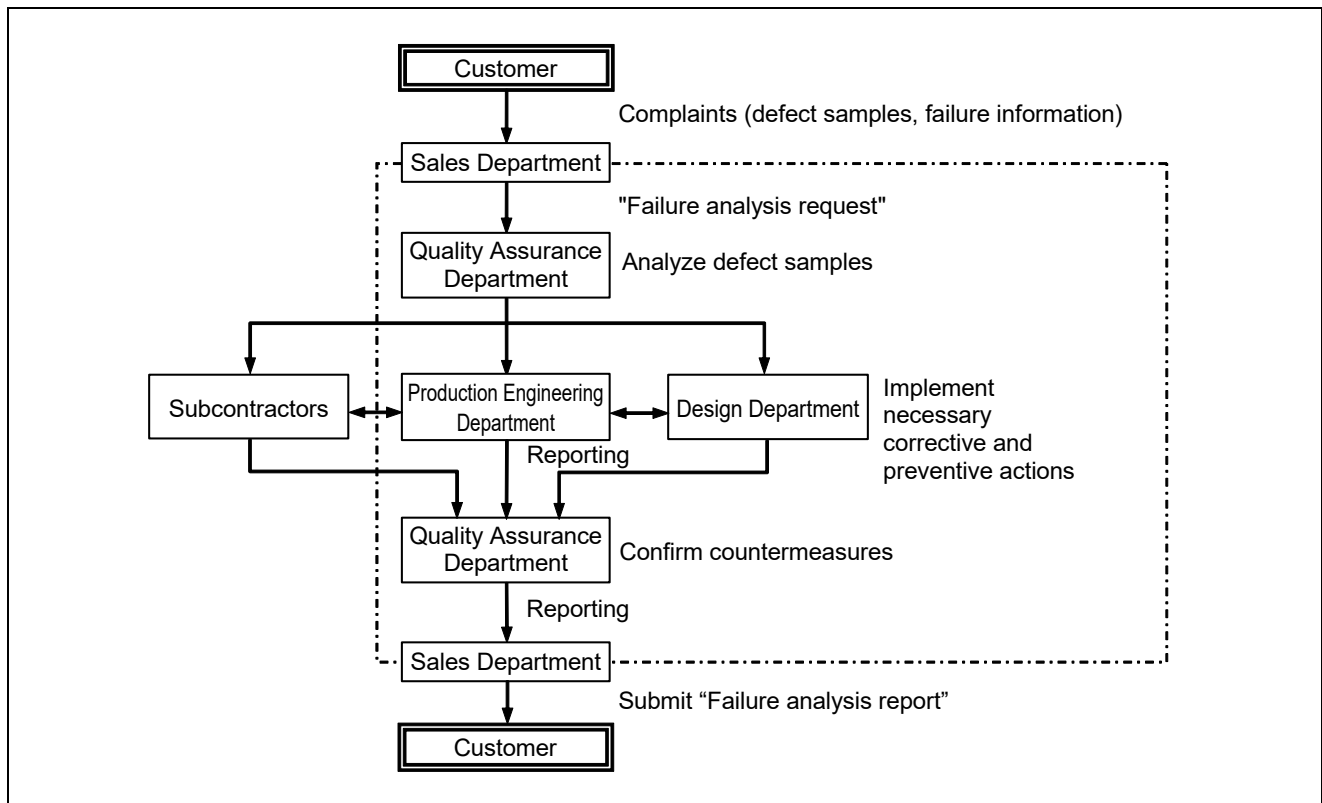 Customer
Complaints (defect samples, failure information)
Sales Department
"Failure analysis request"
Quality Assurance
Department
Analyze defect samples
Subcontractors
Production Engineering
Department
Design Department
Implement
necessary
corrective and
preventive actions
Reporting
Quality Assurance
Department
Confirm countermeasures
Reporting
Sales Department
Submit “Failure analysis report”
Customer